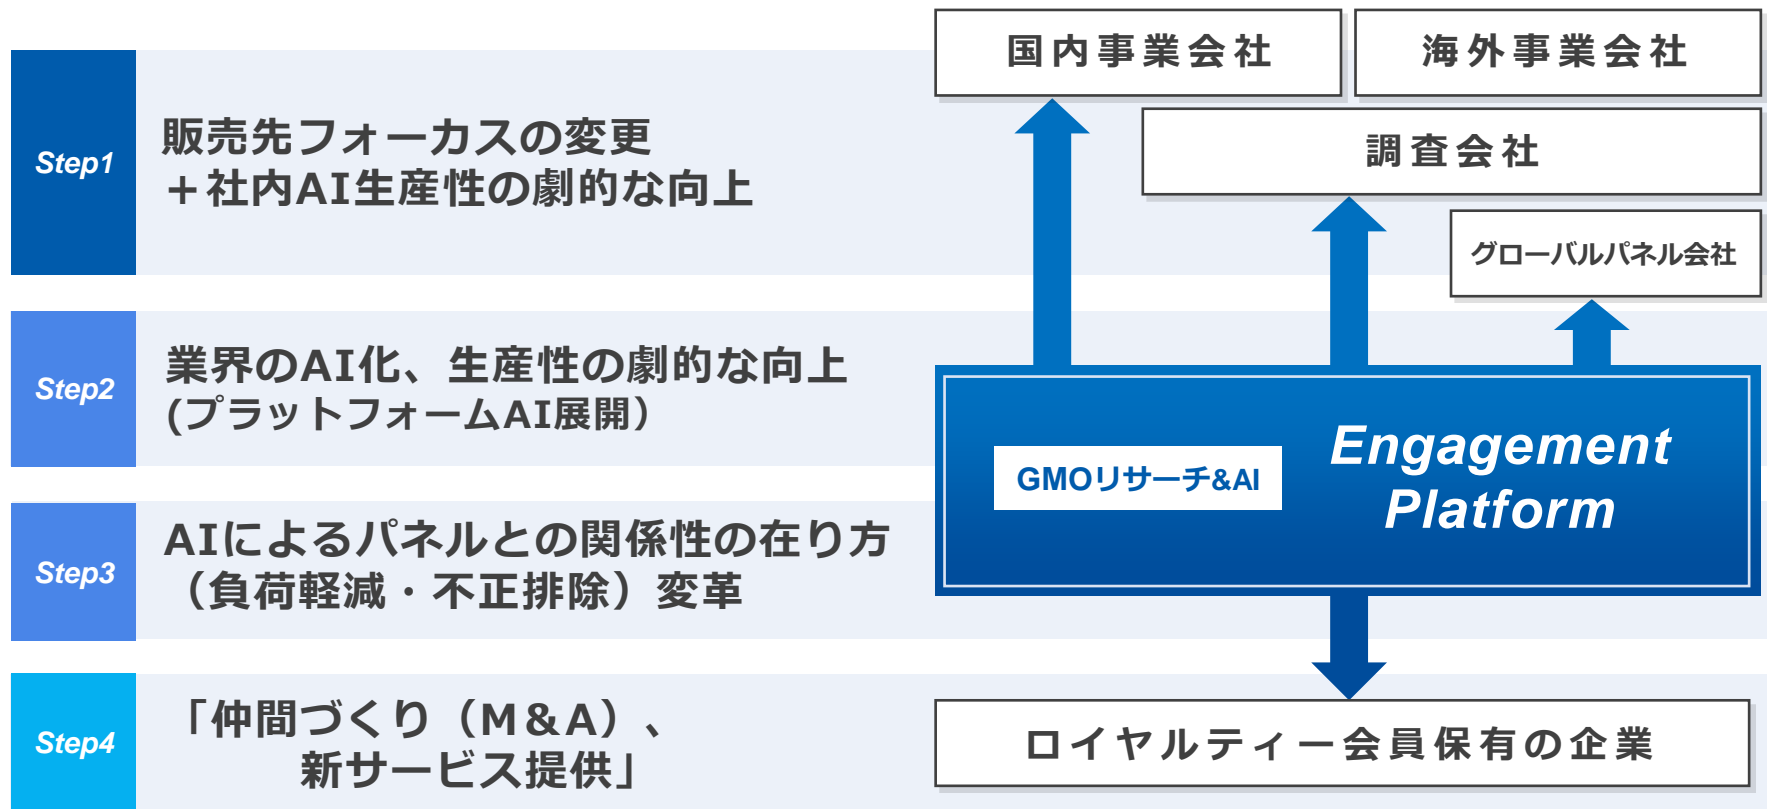 Step1
販売先フォーカスの変更
＋社内AI生産性の劇的な向上
Step2
業界のAI化、生産性の劇的な向上
(プラットフォームAI展開）
Step3
AIによるパネルとの関係性の在り方
（負荷軽減・不正排除）変革
Step4
「仲間づくり（M＆A）、
新サービス提供」
国内事業会社
海外事業会社
調査会社
グローバルパネル会社
GMOリサーチ&AI
Engagement
Platform
ロイヤルティー会員保有の企業